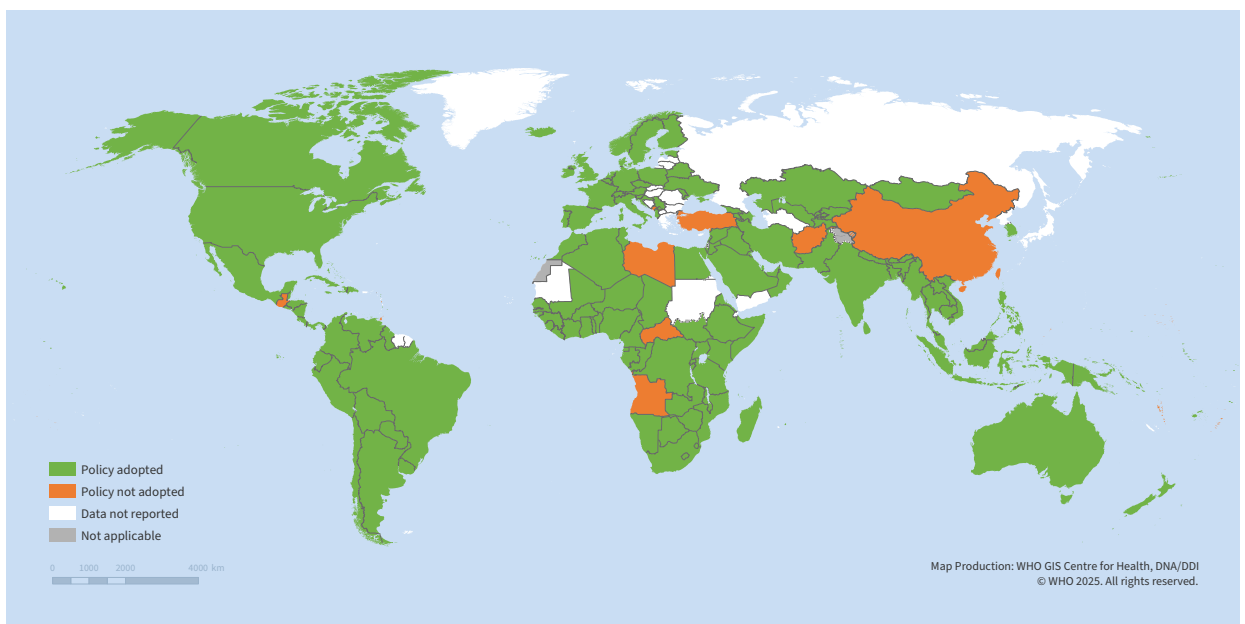 Policy adopted
Policy not adopted
Data not reported
Not applicable
0 1000 2000 4000 km
Map Production: WHO GIS Centre for Health, DNA/DDI
© WHO 2025. All rights reserved.